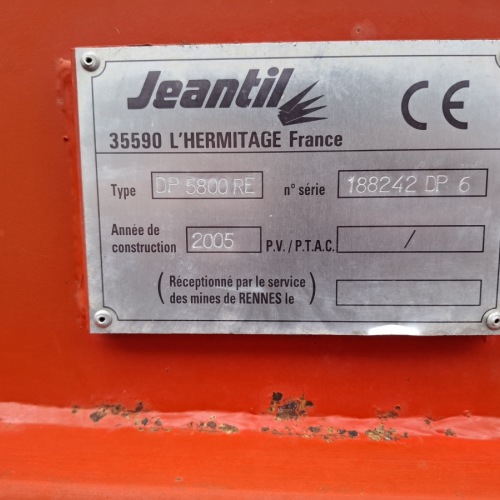 Jeantil CE
35590 L'HERMITAGE France
Type DP 5800 RE n° série 188242 DP 6
Année de construction 2005 P.V. / P.T.A.C. /
(Réceptionné par le service
des mines de RENNES le)